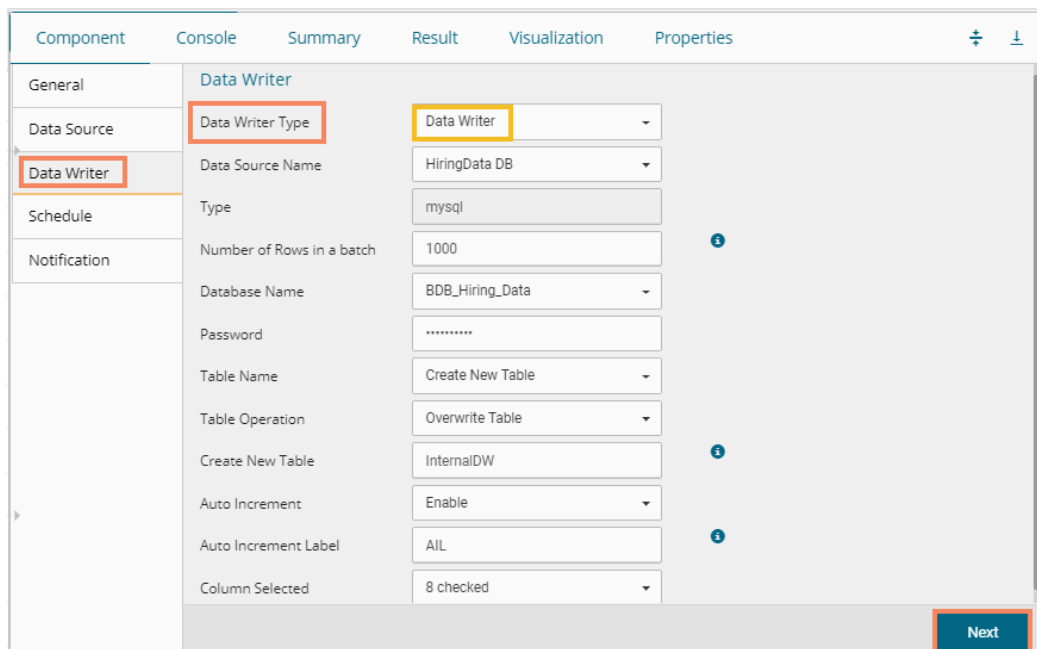 Component Console Summary Result Visualization Properties
General
Data Source
Data Writer
Schedule
Notification
Data Writer
Data Writer Type Data Writer
Data Source Name HiringData DB
Type mysql
Number of Rows in a batch 1000
Database Name BDB_Hiring_Data
Password ••••••••••
Table Name Create New Table
Table Operation Overwrite Table
Create New Table InternalDW
Auto Increment Enable
Auto Increment Label AIL
Column Selected 8 checked
Next